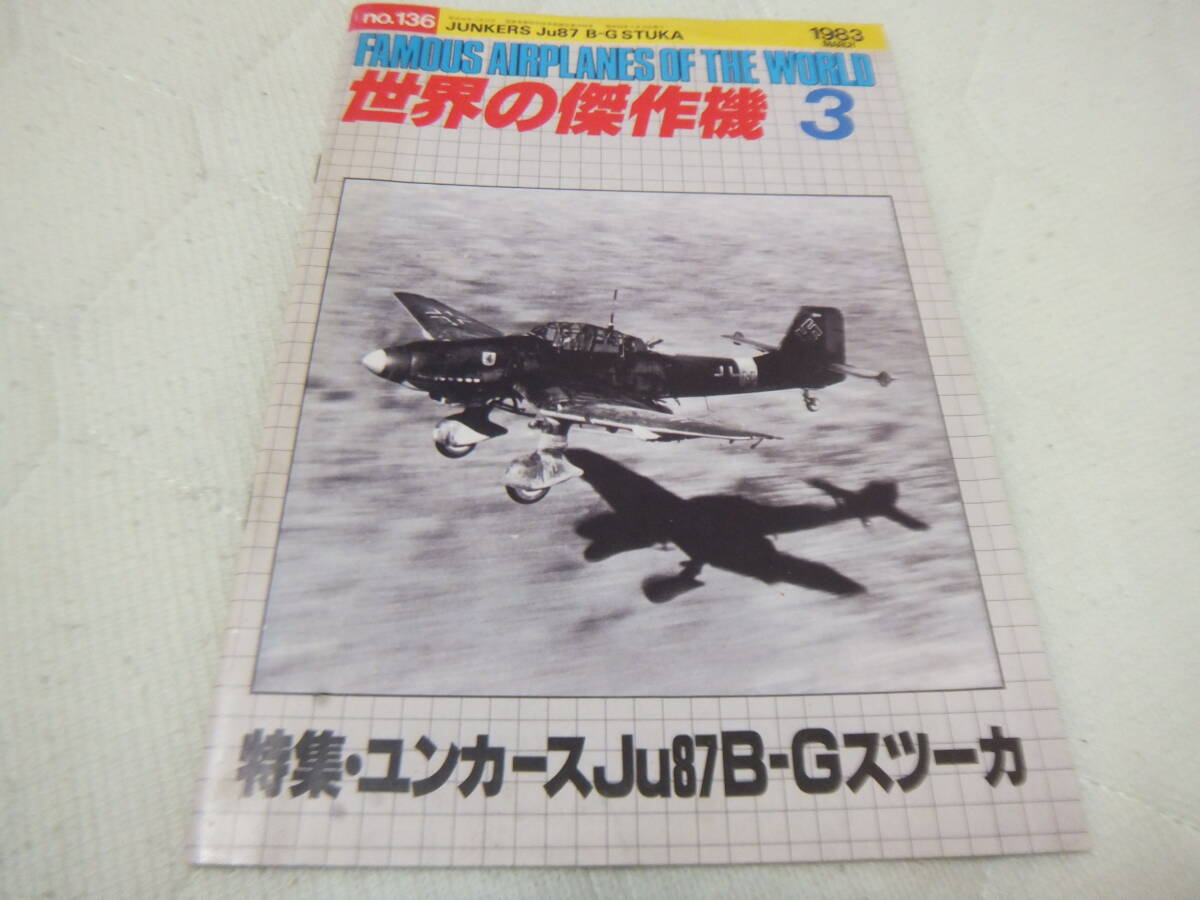 no.136
JUNKERS Ju87 B-G STUKA
1983
MARCH
FAMOUS AIRPLANES OF THE WORLD
世界の傑作機 3
特集・ユンカースJu87B-Gスツーカ